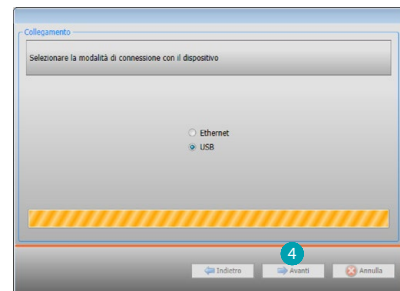 Collegamento
Selezionare la modalità di connessione con il dispositivo
Ethernet
USB
4
Indietro
Avanti
Annulla